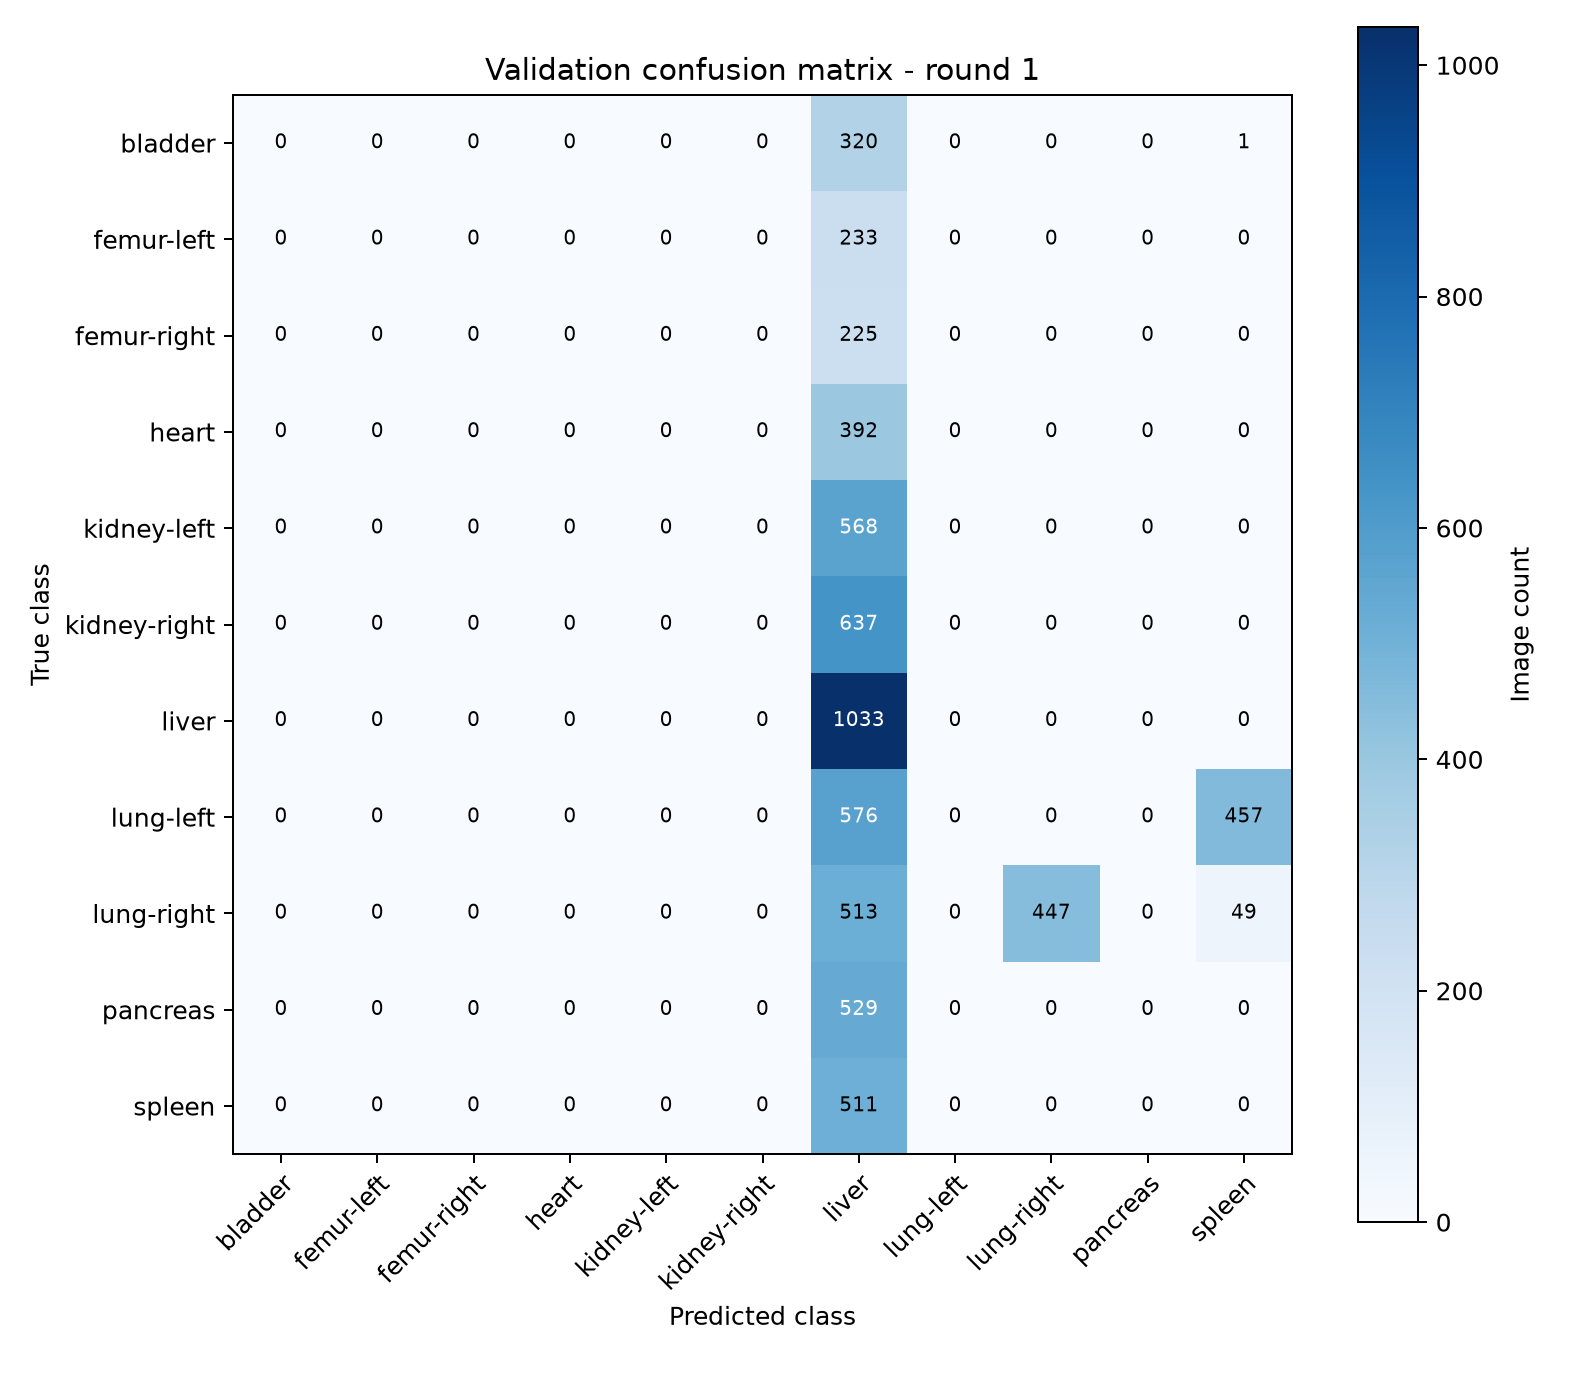 Validation confusion matrix - round 1
bladder 0 0 0 0 0 0 320 0 0 0 1
femur-left 0 0 0 0 0 0 233 0 0 0 0
femur-right 0 0 0 0 0 0 225 0 0 0 0
heart 0 0 0 0 0 0 392 0 0 0 0
kidney-left 0 0 0 0 0 0 568 0 0 0 0
kidney-right 0 0 0 0 0 0 637 0 0 0 0
liver 0 0 0 0 0 0 1033 0 0 0 0
lung-left 0 0 0 0 0 0 576 0 0 0 457
lung-right 0 0 0 0 0 0 513 0 447 0 49
pancreas 0 0 0 0 0 0 529 0 0 0 0
spleen 0 0 0 0 0 0 511 0 0 0 0
True class
bladder femur-left femur-right heart kidney-left kidney-right liver lung-left lung-right pancreas spleen
Predicted class
1000
800
600
400
200
0
Image count